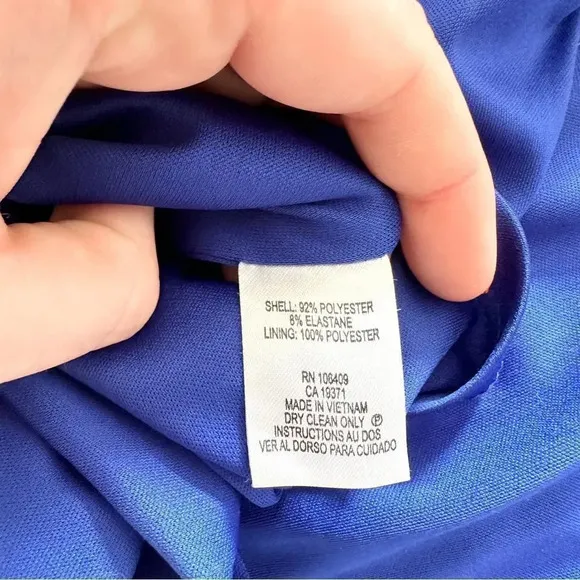 SHELL: 92% POLYESTER
8% ELASTANE
LINING: 100% POLYESTER
RN 106409
CA 19371
MADE IN VIETNAM
DRY CLEAN ONLY Ⓟ
INSTRUCTIONS AU DOS
VER AL DORSO PARA CUIDADO